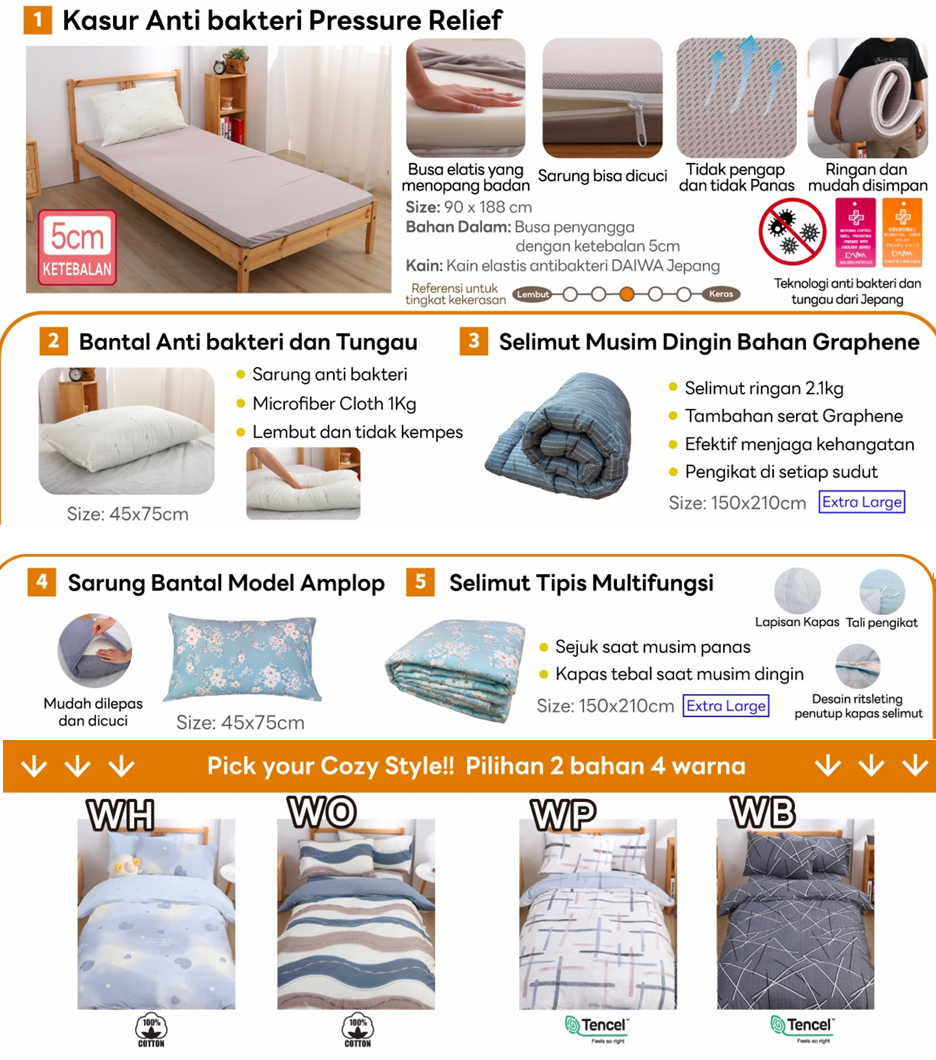 1 Kasur Anti bakteri Pressure Relief
5cm
KETEBALAN
Busa elatis yang
menopang badan
Sarung bisa dicuci
Tidak pengap
dan tidak Panas
Ringan dan
mudah disimpan
Size: 90 x 188 cm
Bahan Dalam: Busa penyangga
dengan ketebalan 5cm
Kain: Kain elastis antibakteri DAIWA Jepang
Referensi untuk
tingkat kekerasan
Lembut
Keras
DAIWA
DAIWA
Teknologi anti bakteri dan
tungau dari Jepang
2 Bantal Anti bakteri dan Tungau
Sarung anti bakteri
Microfiber Cloth 1Kg
Lembut dan tidak kempes
Size: 45x75cm
3 Selimut Musim Dingin Bahan Graphene
Selimut ringan 2.1kg
Tambahan serat Graphene
Efektif menjaga kehangatan
Pengikat di setiap sudut
Size: 150x210cm Extra Large
4 Sarung Bantal Model Amplop
Mudah dilepas
dan dicuci
Size: 45x75cm
5 Selimut Tipis Multifungsi
Lapisan Kapas
Tali pengikat
Sejuk saat musim panas
Kapas tebal saat musim dingin
Size: 150x210cm Extra Large
Desain ritsleting
penutup kapas selimut
Pick your Cozy Style!! Pilihan 2 bahan 4 warna
WH
WO
WP
WB
100%
COTTON
100%
COTTON
Tencel™
Feels so right
Tencel™
Feels so right